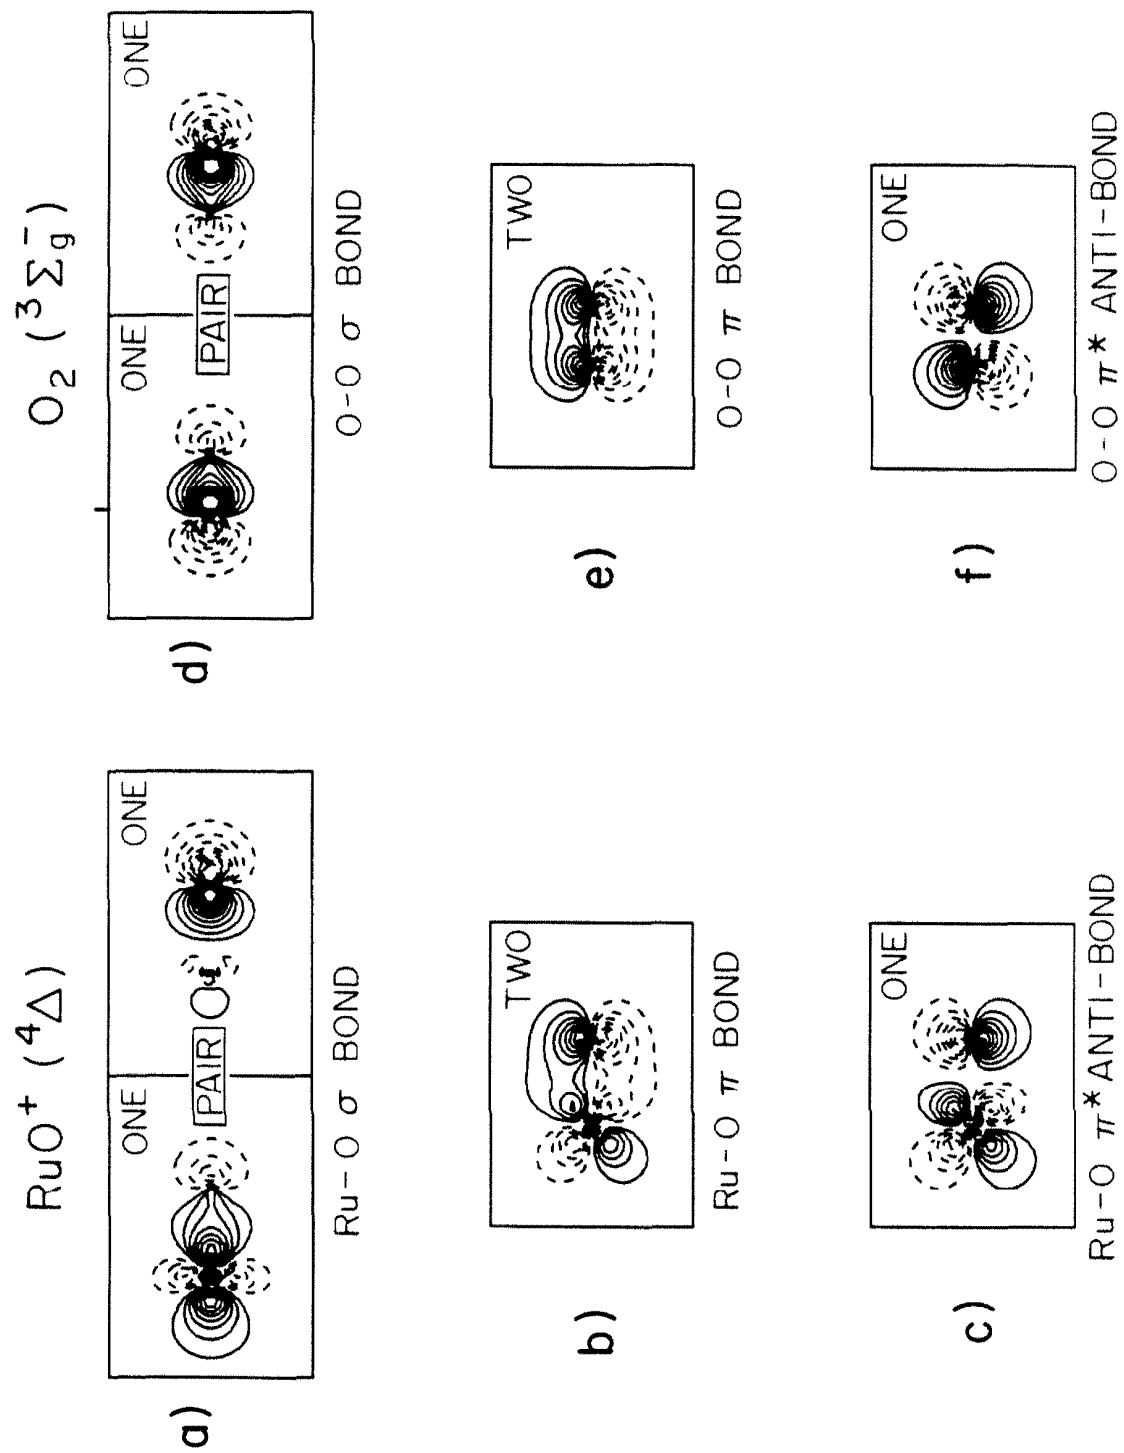 RuO⁺ (⁴Δ)
a)
ONE
PAIR
ONE
Ru-O σ BOND
b)
TWO
Ru-O π BOND
c)
ONE
Ru-O π* ANTI-BOND
O₂ (³Σg⁻)
d)
ONE
PAIR
ONE
O-O σ BOND
e)
TWO
O-O π BOND
f)
ONE
O-O π* ANTI-BOND